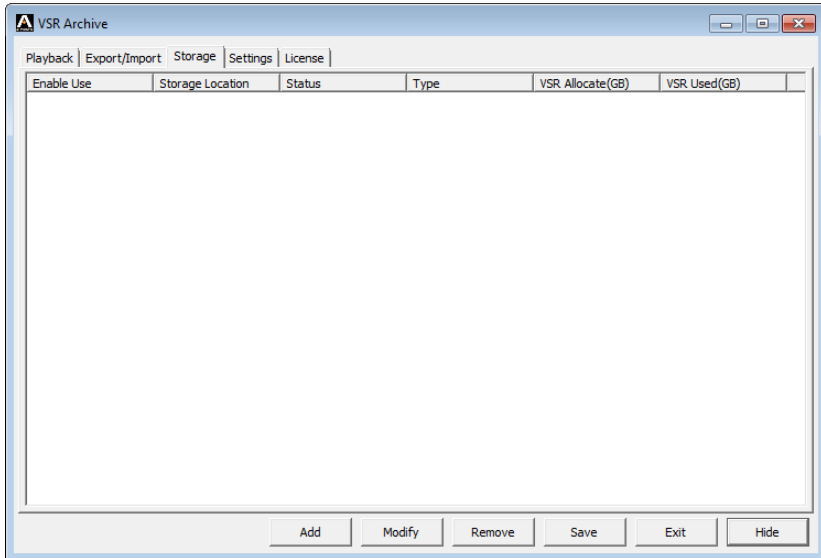 VSR Archive
Playback Export/Import Storage Settings License
Enable Use Storage Location Status Type VSR Allocate(GB) VSR Used(GB)
Add Modify Remove Save Exit Hide